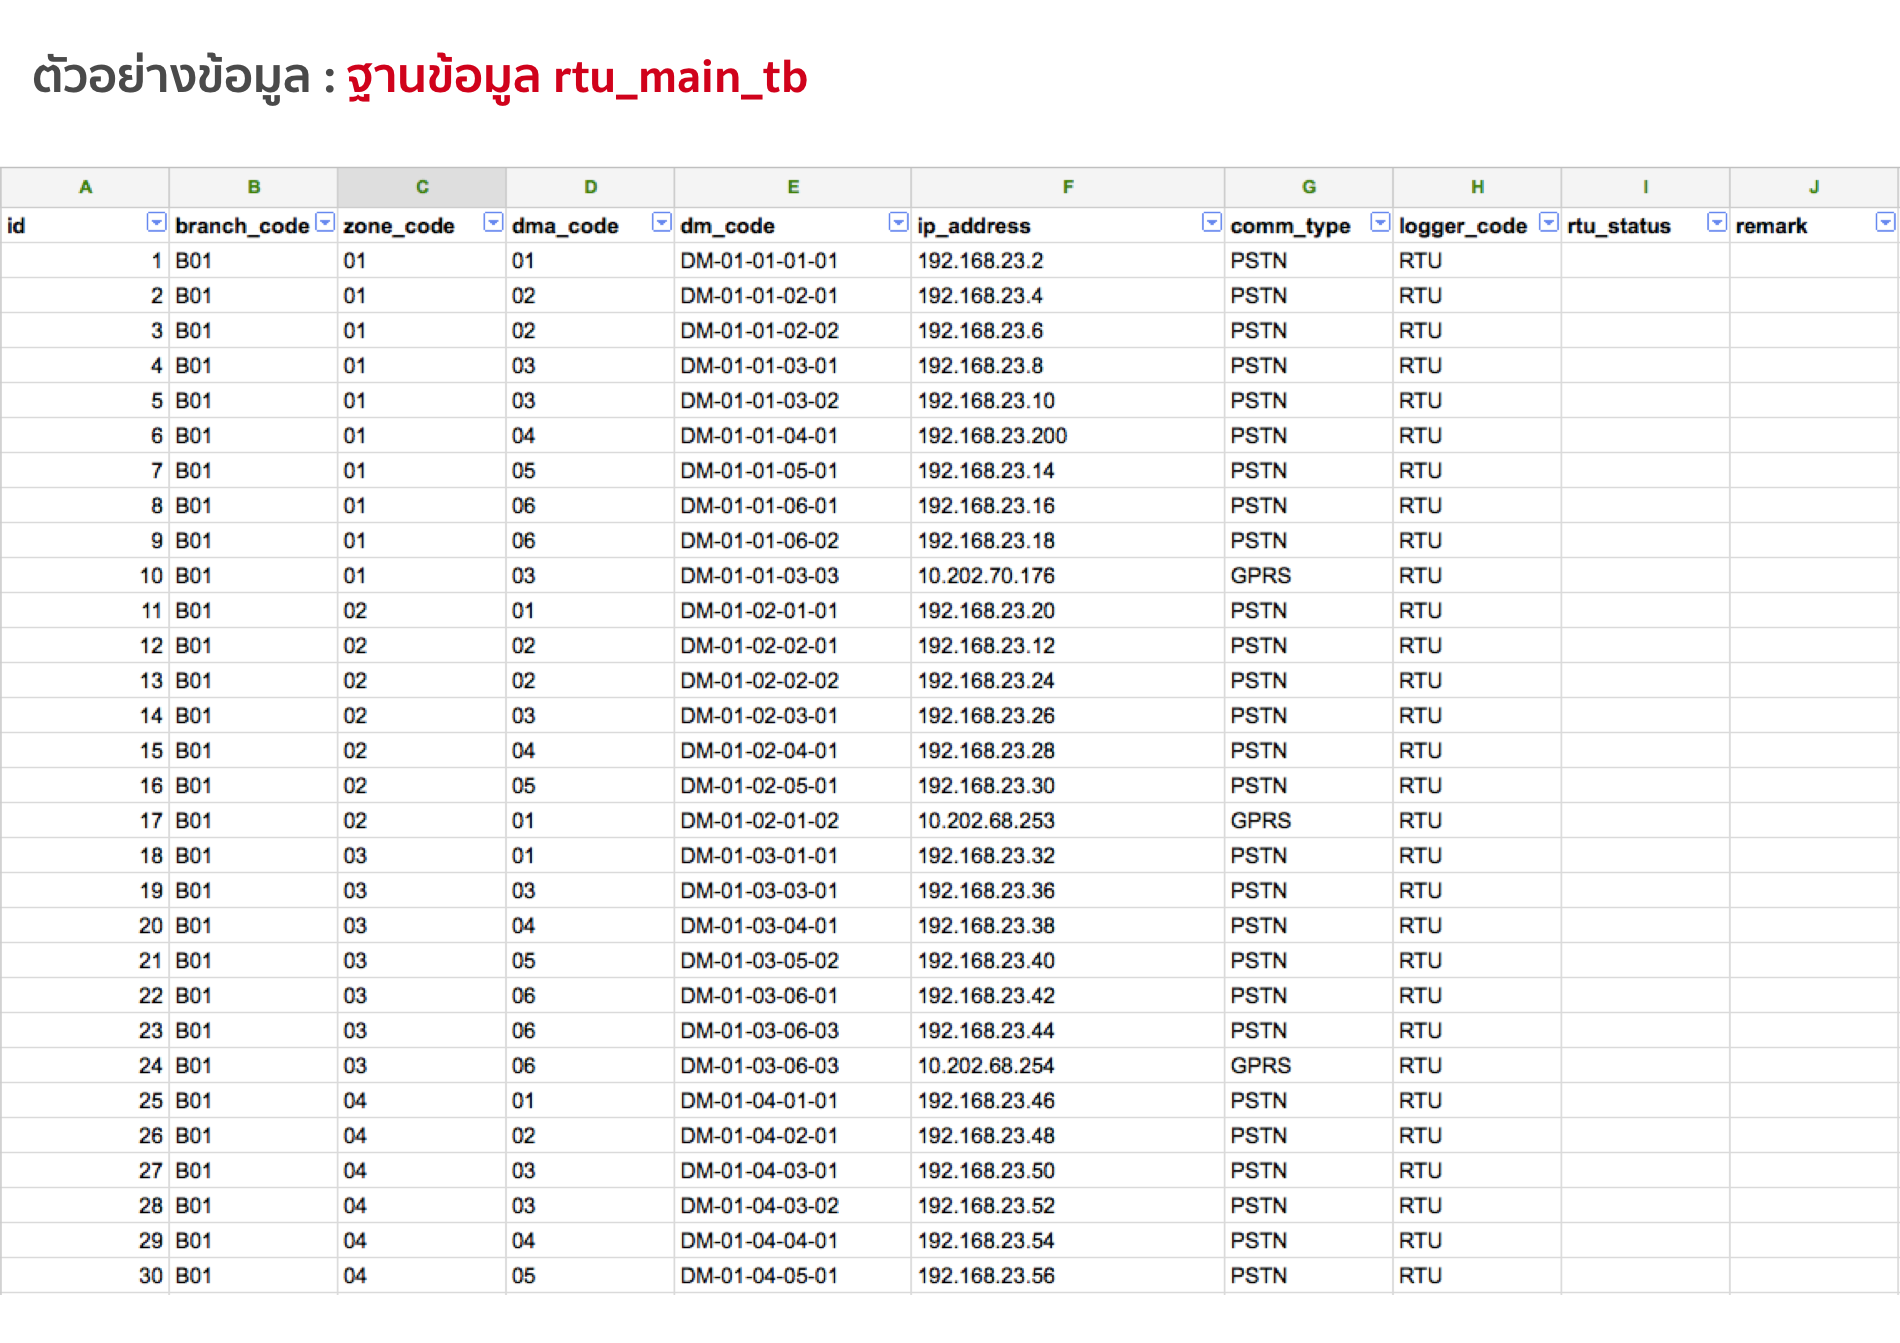 ตัวอย่างข้อมูล : ฐานข้อมูล rtu_main_tb
A B C D E F G H I J
id branch_code zone_code dma_code dm_code ip_address comm_type logger_code rtu_status remark
1 B01 01 01 DM-01-01-01-01 192.168.23.2 PSTN RTU
2 B01 01 02 DM-01-01-02-01 192.168.23.4 PSTN RTU
3 B01 01 02 DM-01-01-02-02 192.168.23.6 PSTN RTU
4 B01 01 03 DM-01-01-03-01 192.168.23.8 PSTN RTU
5 B01 01 03 DM-01-01-03-02 192.168.23.10 PSTN RTU
6 B01 01 04 DM-01-01-04-01 192.168.23.200 PSTN RTU
7 B01 01 05 DM-01-01-05-01 192.168.23.14 PSTN RTU
8 B01 01 06 DM-01-01-06-01 192.168.23.16 PSTN RTU
9 B01 01 06 DM-01-01-06-02 192.168.23.18 PSTN RTU
10 B01 01 03 DM-01-01-03-03 10.202.70.176 GPRS RTU
11 B01 02 01 DM-01-02-01-01 192.168.23.20 PSTN RTU
12 B01 02 02 DM-01-02-02-01 192.168.23.12 PSTN RTU
13 B01 02 02 DM-01-02-02-02 192.168.23.24 PSTN RTU
14 B01 02 03 DM-01-02-03-01 192.168.23.26 PSTN RTU
15 B01 02 04 DM-01-02-04-01 192.168.23.28 PSTN RTU
16 B01 02 05 DM-01-02-05-01 192.168.23.30 PSTN RTU
17 B01 02 01 DM-01-02-01-02 10.202.68.253 GPRS RTU
18 B01 03 01 DM-01-03-01-01 192.168.23.32 PSTN RTU
19 B01 03 03 DM-01-03-03-01 192.168.23.36 PSTN RTU
20 B01 03 04 DM-01-03-04-01 192.168.23.38 PSTN RTU
21 B01 03 05 DM-01-03-05-02 192.168.23.40 PSTN RTU
22 B01 03 06 DM-01-03-06-01 192.168.23.42 PSTN RTU
23 B01 03 06 DM-01-03-06-03 192.168.23.44 PSTN RTU
24 B01 03 06 DM-01-03-06-03 10.202.68.254 GPRS RTU
25 B01 04 01 DM-01-04-01-01 192.168.23.46 PSTN RTU
26 B01 04 02 DM-01-04-02-01 192.168.23.48 PSTN RTU
27 B01 04 03 DM-01-04-03-01 192.168.23.50 PSTN RTU
28 B01 04 03 DM-01-04-03-02 192.168.23.52 PSTN RTU
29 B01 04 04 DM-01-04-04-01 192.168.23.54 PSTN RTU
30 B01 04 05 DM-01-04-05-01 192.168.23.56 PSTN RTU